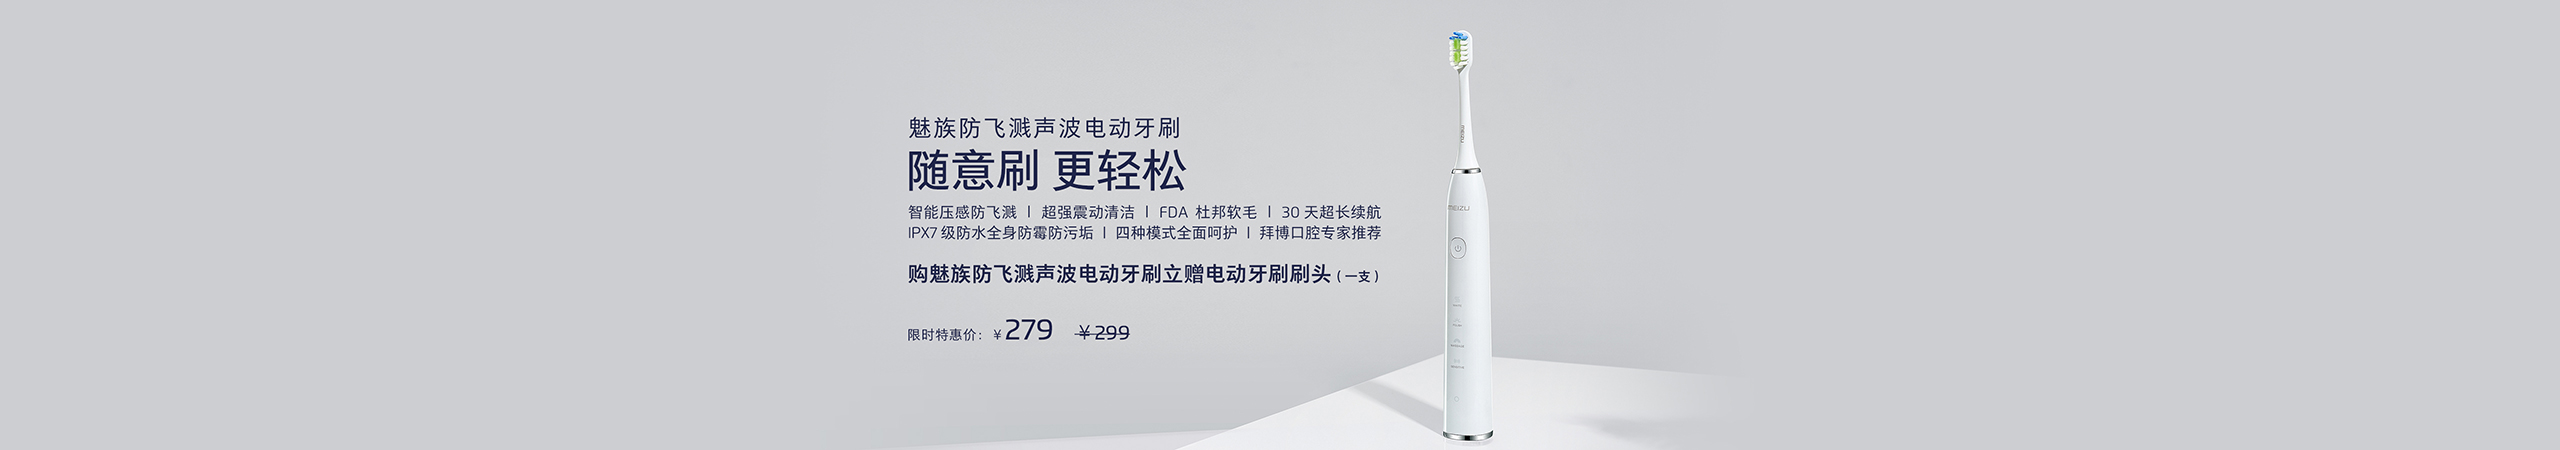 魅族防飞溅声波电动牙刷
随意刷 更轻松
智能压感防飞溅 | 超强震动清洁 | FDA 杜邦软毛 | 30 天超长续航
IPX7 级防水全身防霉防污垢 | 四种模式全面呵护 | 拜博口腔专家推荐
购魅族防飞溅声波电动牙刷立赠电动牙刷刷头（一支）
限时特惠价：￥279 ￥299
meizu
MEIZU